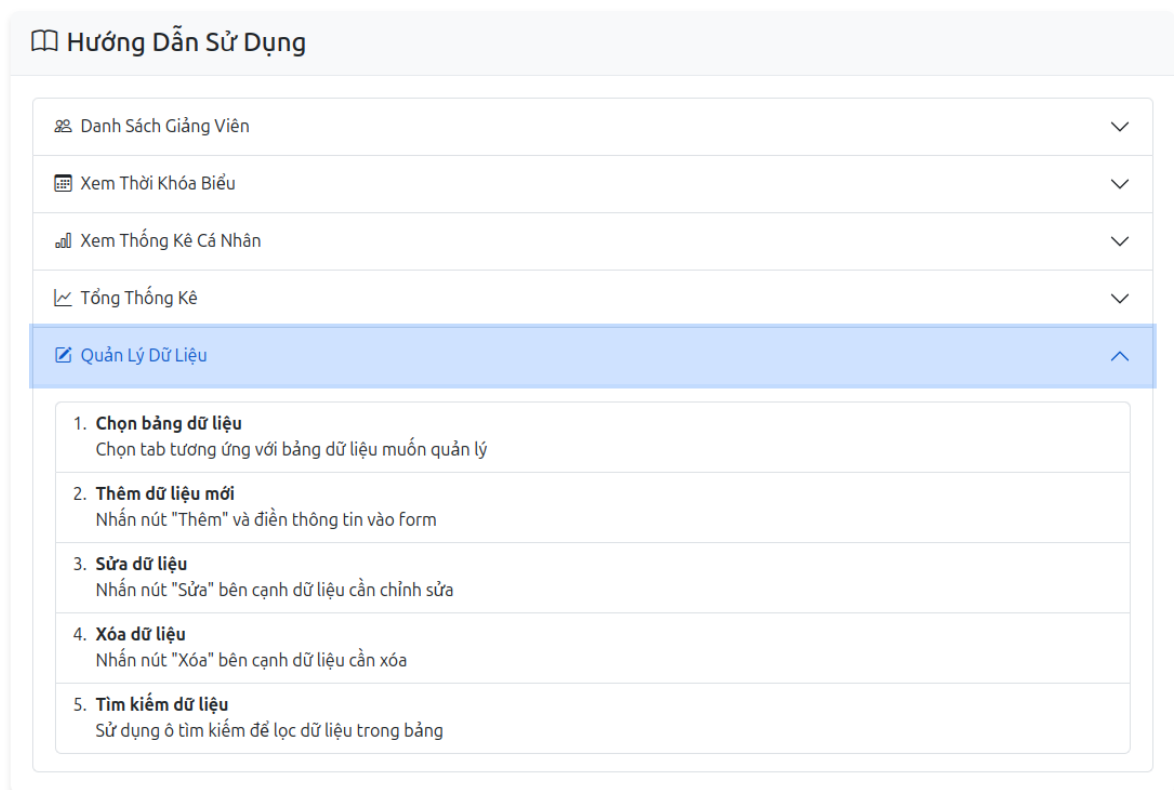 Hướng Dẫn Sử Dụng
Danh Sách Giảng Viên
Xem Thời Khóa Biểu
Xem Thống Kê Cá Nhân
Tổng Thống Kê
Quản Lý Dữ Liệu
1. Chọn bảng dữ liệu
Chọn tab tương ứng với bảng dữ liệu muốn quản lý
2. Thêm dữ liệu mới
Nhấn nút "Thêm" và điền thông tin vào form
3. Sửa dữ liệu
Nhấn nút "Sửa" bên cạnh dữ liệu cần chỉnh sửa
4. Xóa dữ liệu
Nhấn nút "Xóa" bên cạnh dữ liệu cần xóa
5. Tìm kiếm dữ liệu
Sử dụng ô tìm kiếm để lọc dữ liệu trong bảng